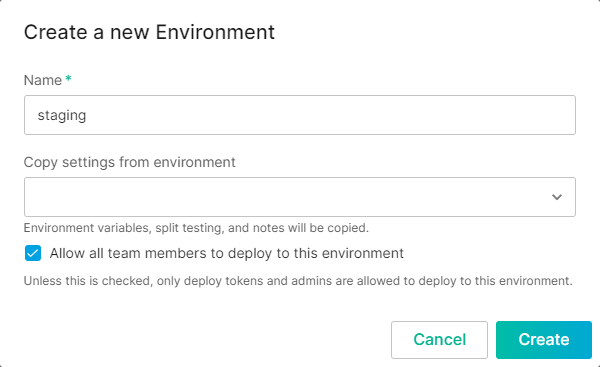 Create a new Environment
Name *
staging
Copy settings from environment
Environment variables, split testing, and notes will be copied.
Allow all team members to deploy to this environment
Unless this is checked, only deploy tokens and admins are allowed to deploy to this environment.
Cancel
Create